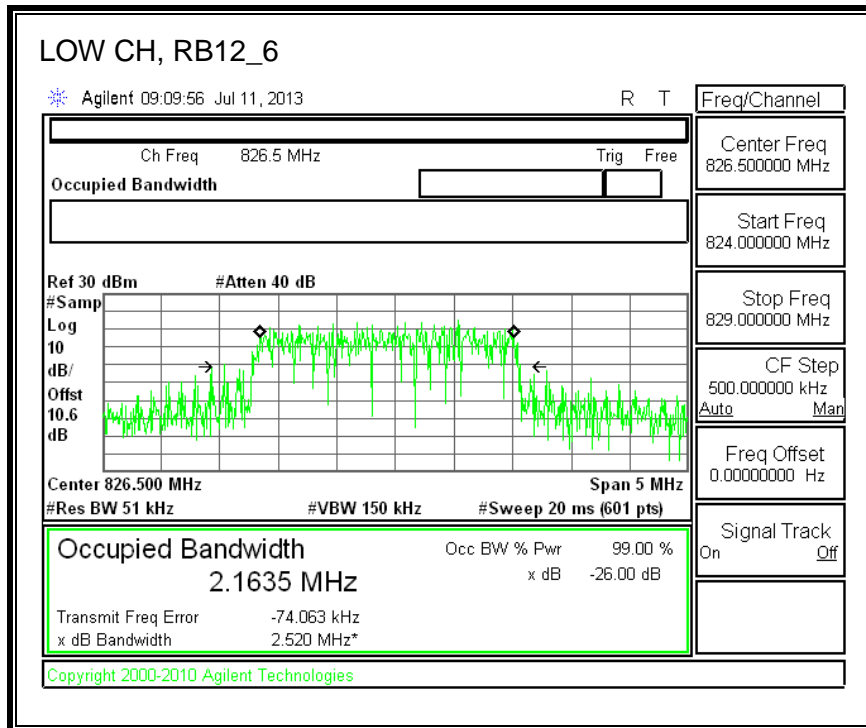 LOW CH, RB12_6
Agilent 09:09:56 Jul 11, 2013 R T
Ch Freq 826.5 MHz Trig Free
Occupied Bandwidth
Ref 30 dBm #Atten 40 dB
#Samp
Log
10
dB/
Offst
10.6
dB
Center 826.500 MHz Span 5 MHz
#Res BW 51 kHz #VBW 150 kHz #Sweep 20 ms (601 pts)
Occupied Bandwidth Occ BW % Pwr 99.00 %
2.1635 MHz x dB -26.00 dB
Transmit Freq Error -74.063 kHz
x dB Bandwidth 2.520 MHz*
Copyright 2000-2010 Agilent Technologies
Freq/Channel
Center Freq
826.500000 MHz
Start Freq
824.000000 MHz
Stop Freq
829.000000 MHz
CF Step
500.000000 kHz
Auto Man
Freq Offset
0.00000000 Hz
Signal Track
On Off